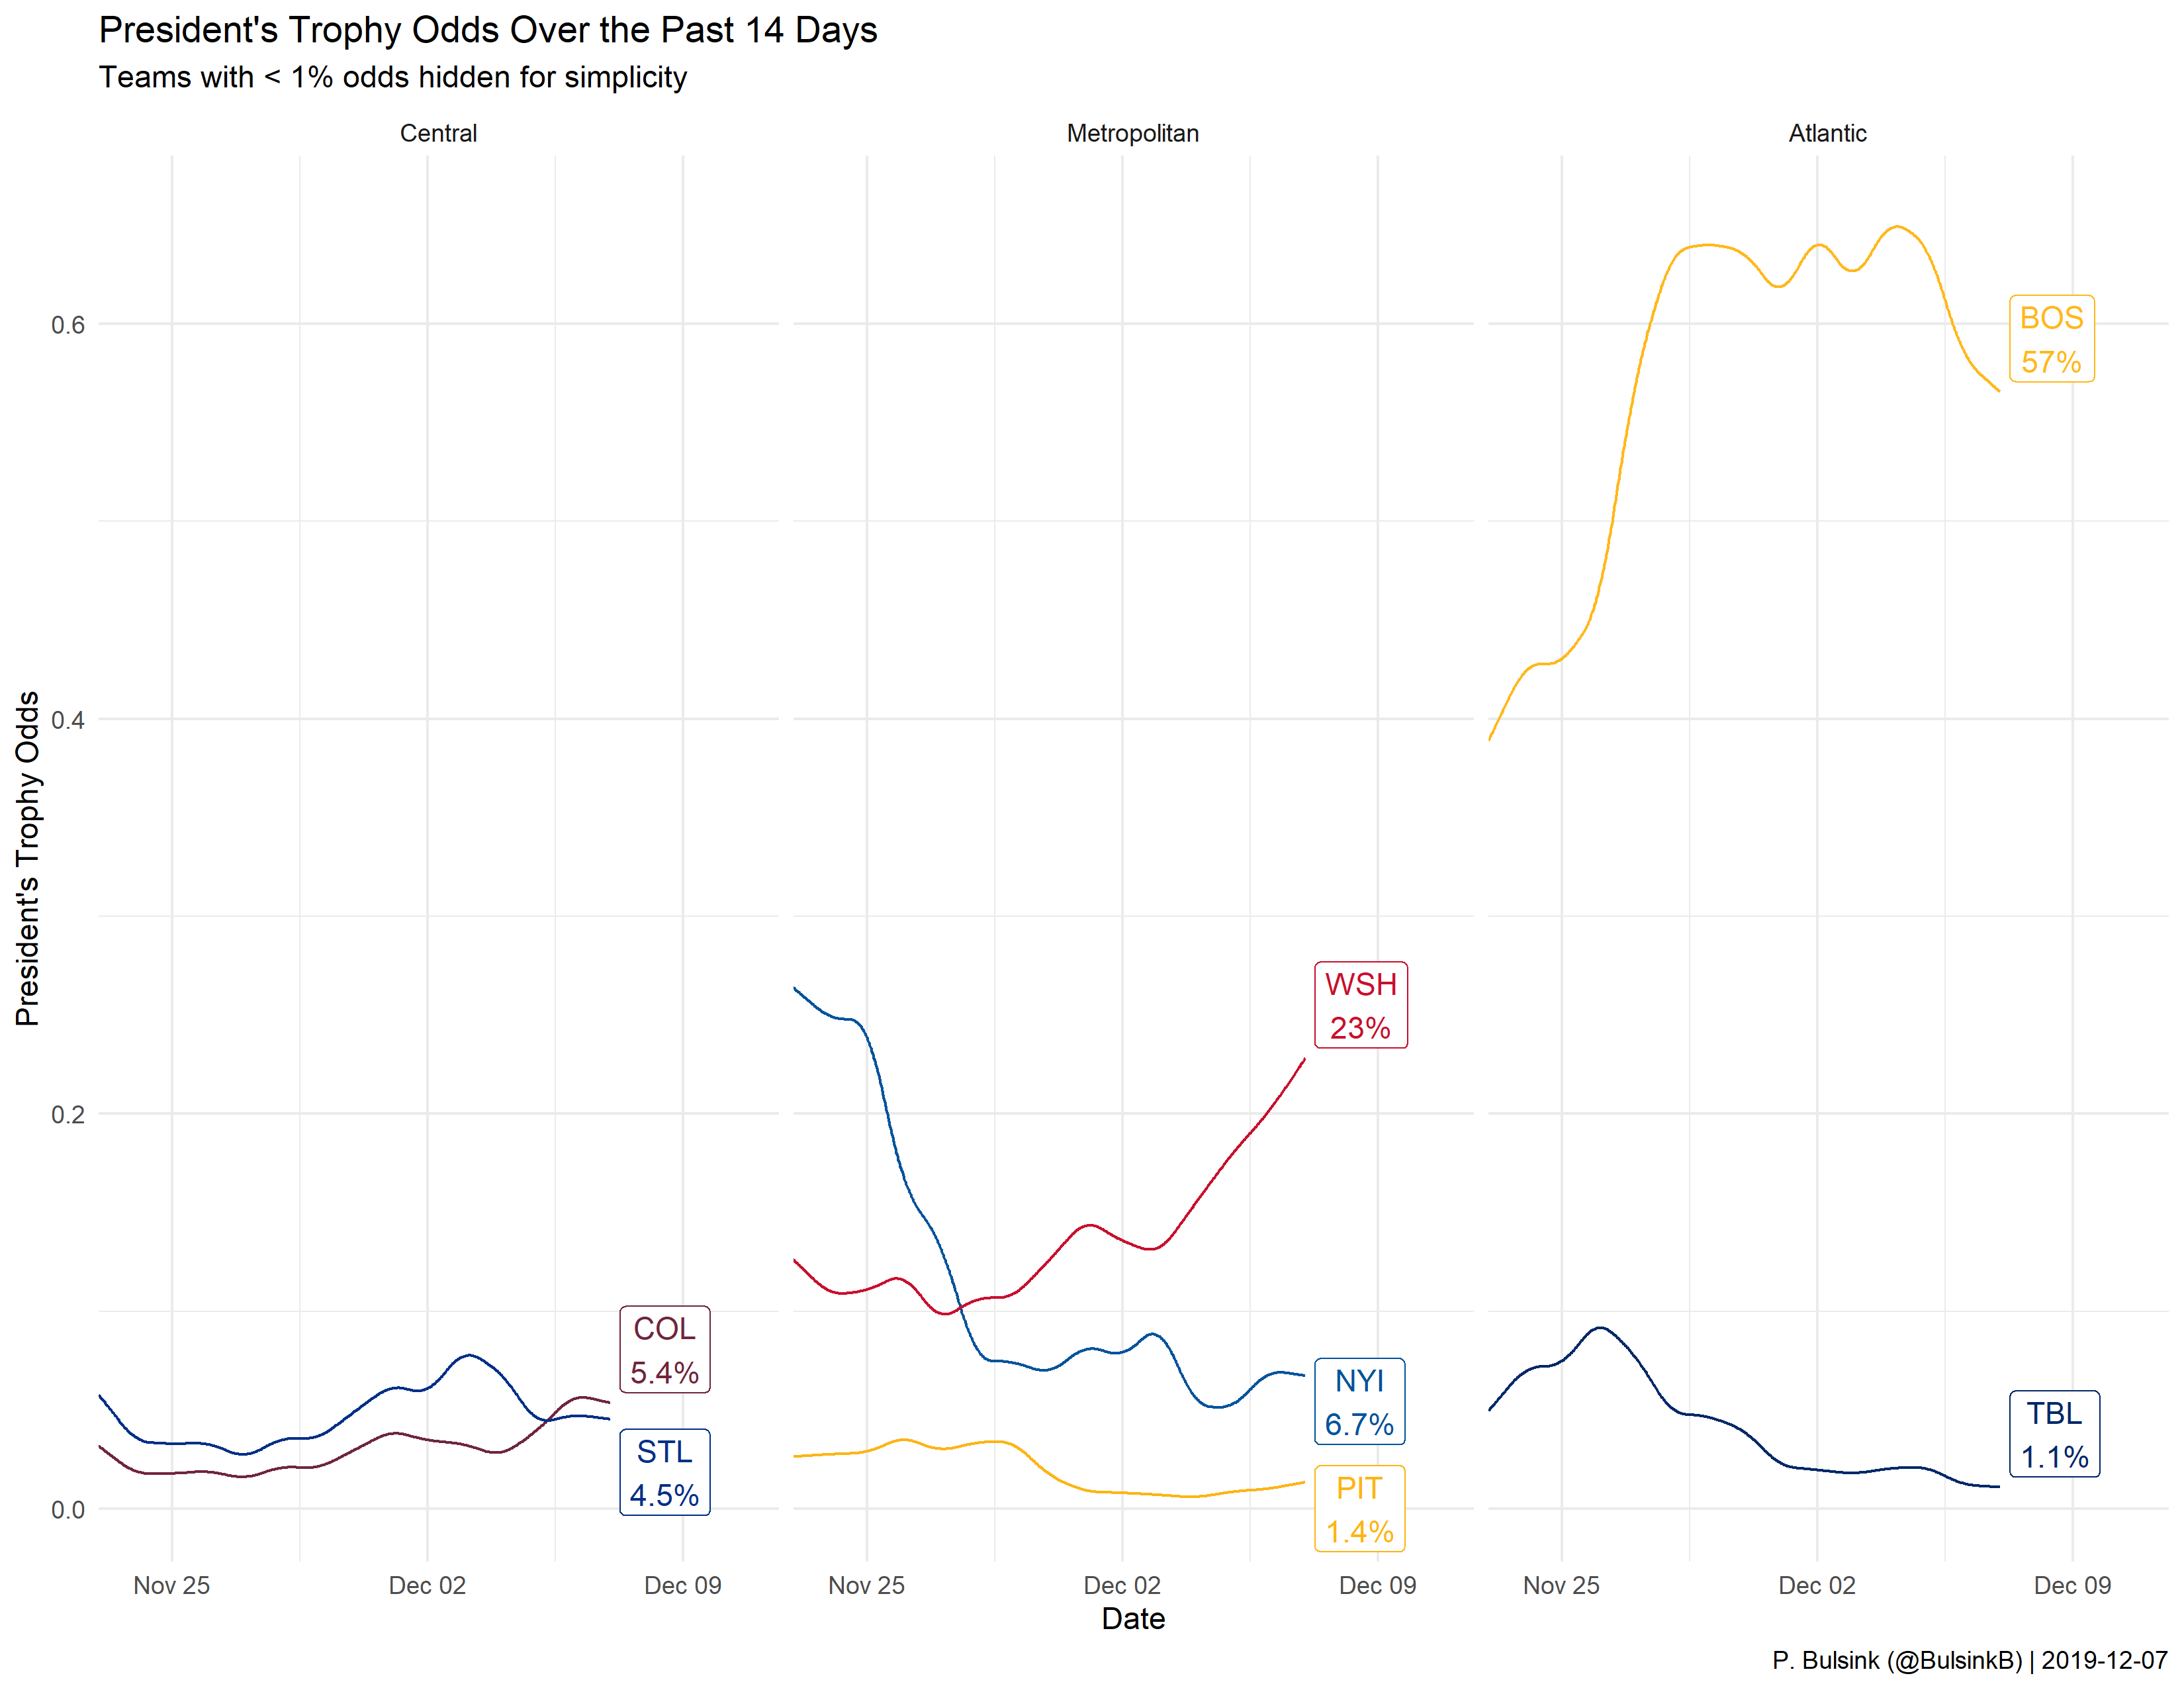 President's Trophy Odds Over the Past 14 Days
Teams with < 1% odds hidden for simplicity
Central
Metropolitan
Atlantic
President's Trophy Odds
0.6
0.4
0.2
0.0
COL
5.4%
STL
4.5%
WSH
23%
NYI
6.7%
PIT
1.4%
BOS
57%
TBL
1.1%
Nov 25 Dec 02 Dec 09
Nov 25 Dec 02 Dec 09
Nov 25 Dec 02 Dec 09
Date
P. Bulsink (@BulsinkB) | 2019-12-07